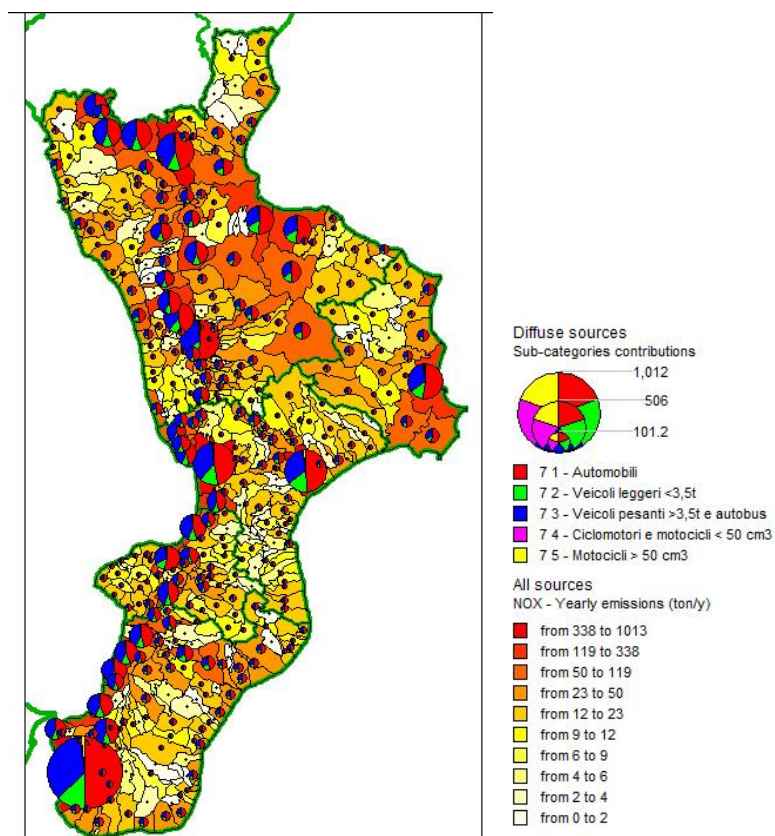 Diffuse sources
Sub-categories contributions
1,012
506
101.2
7 1 - Automobili
7 2 - Veicoli leggeri <3,5t
7 3 - Veicoli pesanti >3,5t e autobus
7 4 - Ciclomotori e motocicli < 50 cm3
7 5 - Motocicli > 50 cm3
All sources
NOX - Yearly emissions (ton/y)
from 338 to 1013
from 119 to 338
from 50 to 119
from 23 to 50
from 12 to 23
from 9 to 12
from 6 to 9
from 4 to 6
from 2 to 4
from 0 to 2